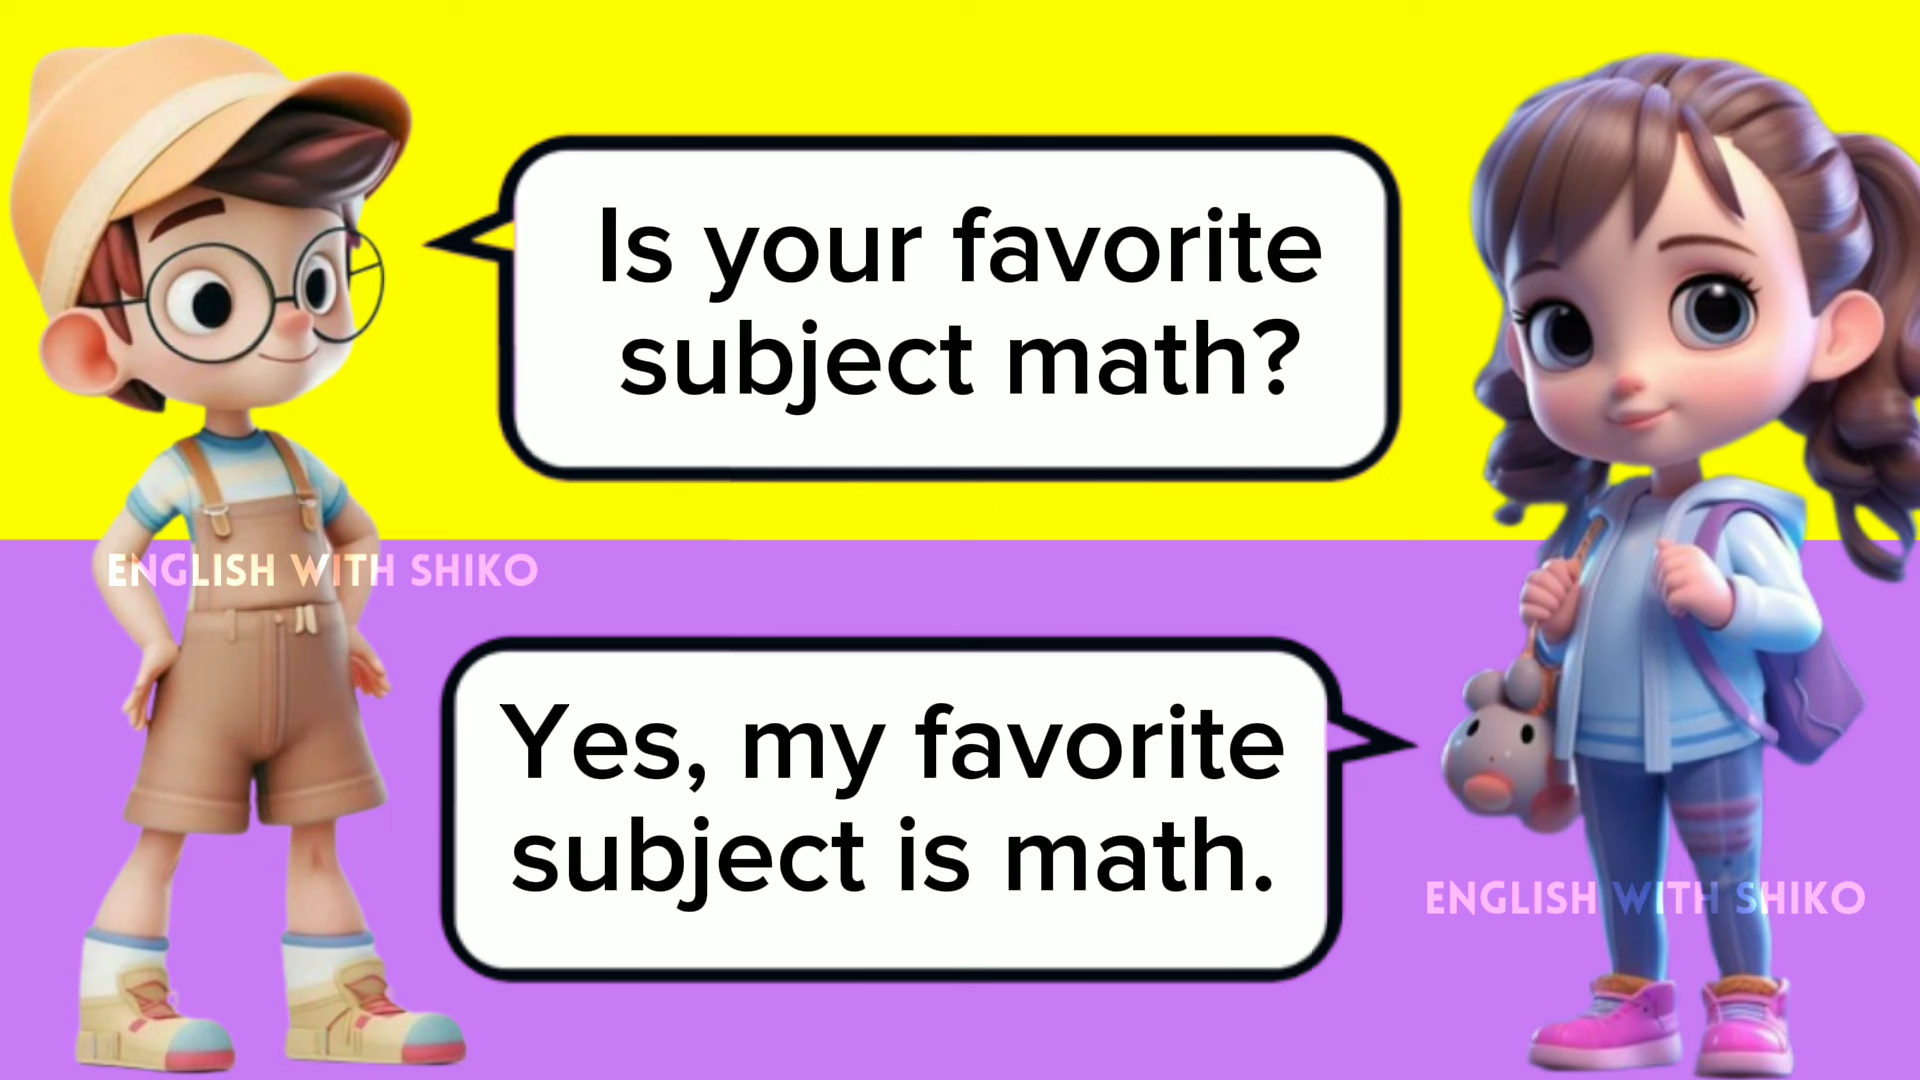 Is your favorite
subject math?
ENGLISH WITH SHIKO
Yes, my favorite
subject is math.
ENGLISH WITH SHIKO